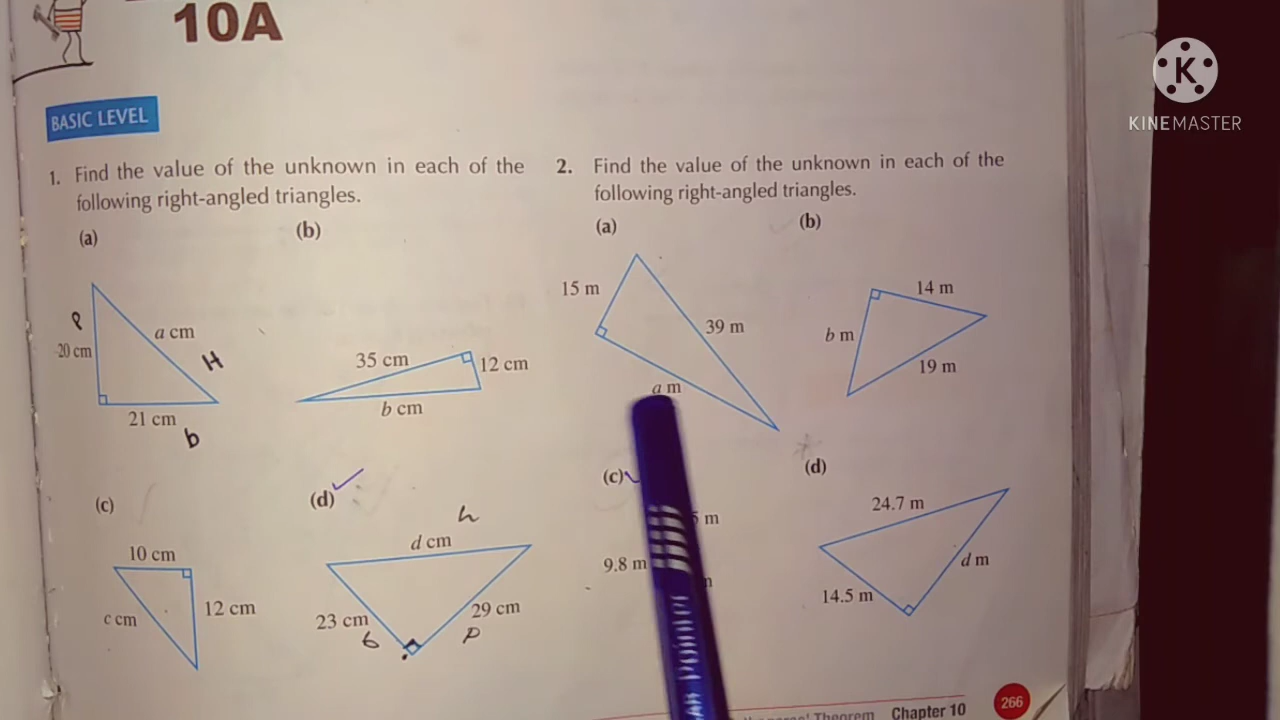 10A
BASIC LEVEL
1. Find the value of the unknown in each of the
following right-angled triangles.
(a)
(b)
P
20 cm
a cm
H
21 cm
b
35 cm
12 cm
b cm
(c)
(d)
10 cm
c cm
12 cm
h
d cm
23 cm
b
29 cm
P
2. Find the value of the unknown in each of the
following right-angled triangles.
(a)
(b)
15 m
39 m
a m
14 m
b m
19 m
(c)
(d)
m
9.8 m
24.7 m
d m
14.5 m
Theorem Chapter 10
266
K
KINEMASTER